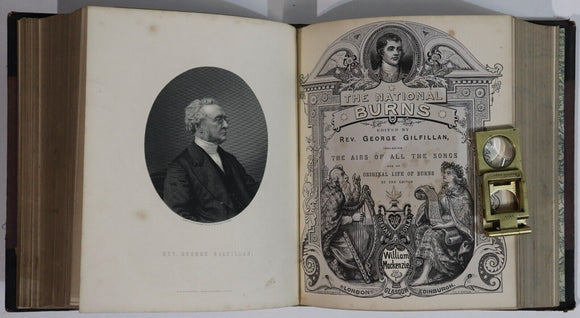 REV. GEORGE GILFILLAN.
THE NATIONAL
BURNS
EDITED BY
REV. GEORGE GILFILLAN,
INCLUDING
THE AIRS OF ALL THE SONGS
AND AN
ORIGINAL LIFE OF BURNS
BY THE EDITOR
William
Mackenzie
LONDON GLASGOW EDINBURGH.